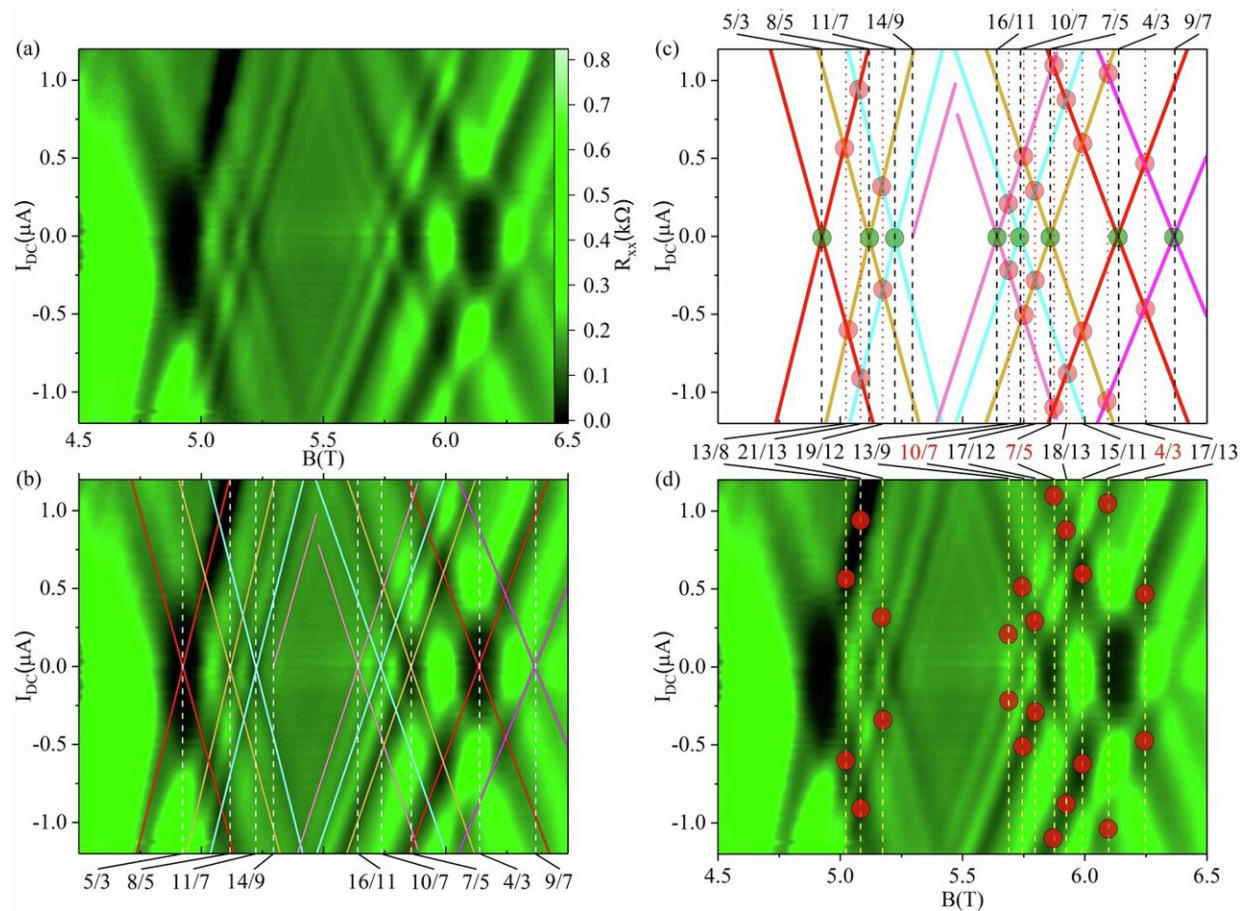 5/3 8/5 11/7 14/9 16/11 10/7 7/5 4/3 9/7
(a)
I_DC(μA)
1.0
0.5
0.0
-0.5
-1.0
4.5 5.0 5.5 6.0 6.5
B(T)
0.8
0.7
0.6
0.5
0.4
0.3
0.2
0.1
0.0
R_xx(kΩ)
(c)
I_DC(μA)
1.0
0.5
0.0
-0.5
-1.0
13/8 21/13 19/12 13/9 10/7 17/12 7/5 18/13 15/11 4/3 17/13
(b)
I_DC(μA)
1.0
0.5
0.0
-0.5
-1.0
5/3 8/5 11/7 14/9 16/11 10/7 7/5 4/3 9/7
(d)
I_DC(μA)
1.0
0.5
0.0
-0.5
-1.0
4.5 5.0 5.5 6.0 6.5
B(T)